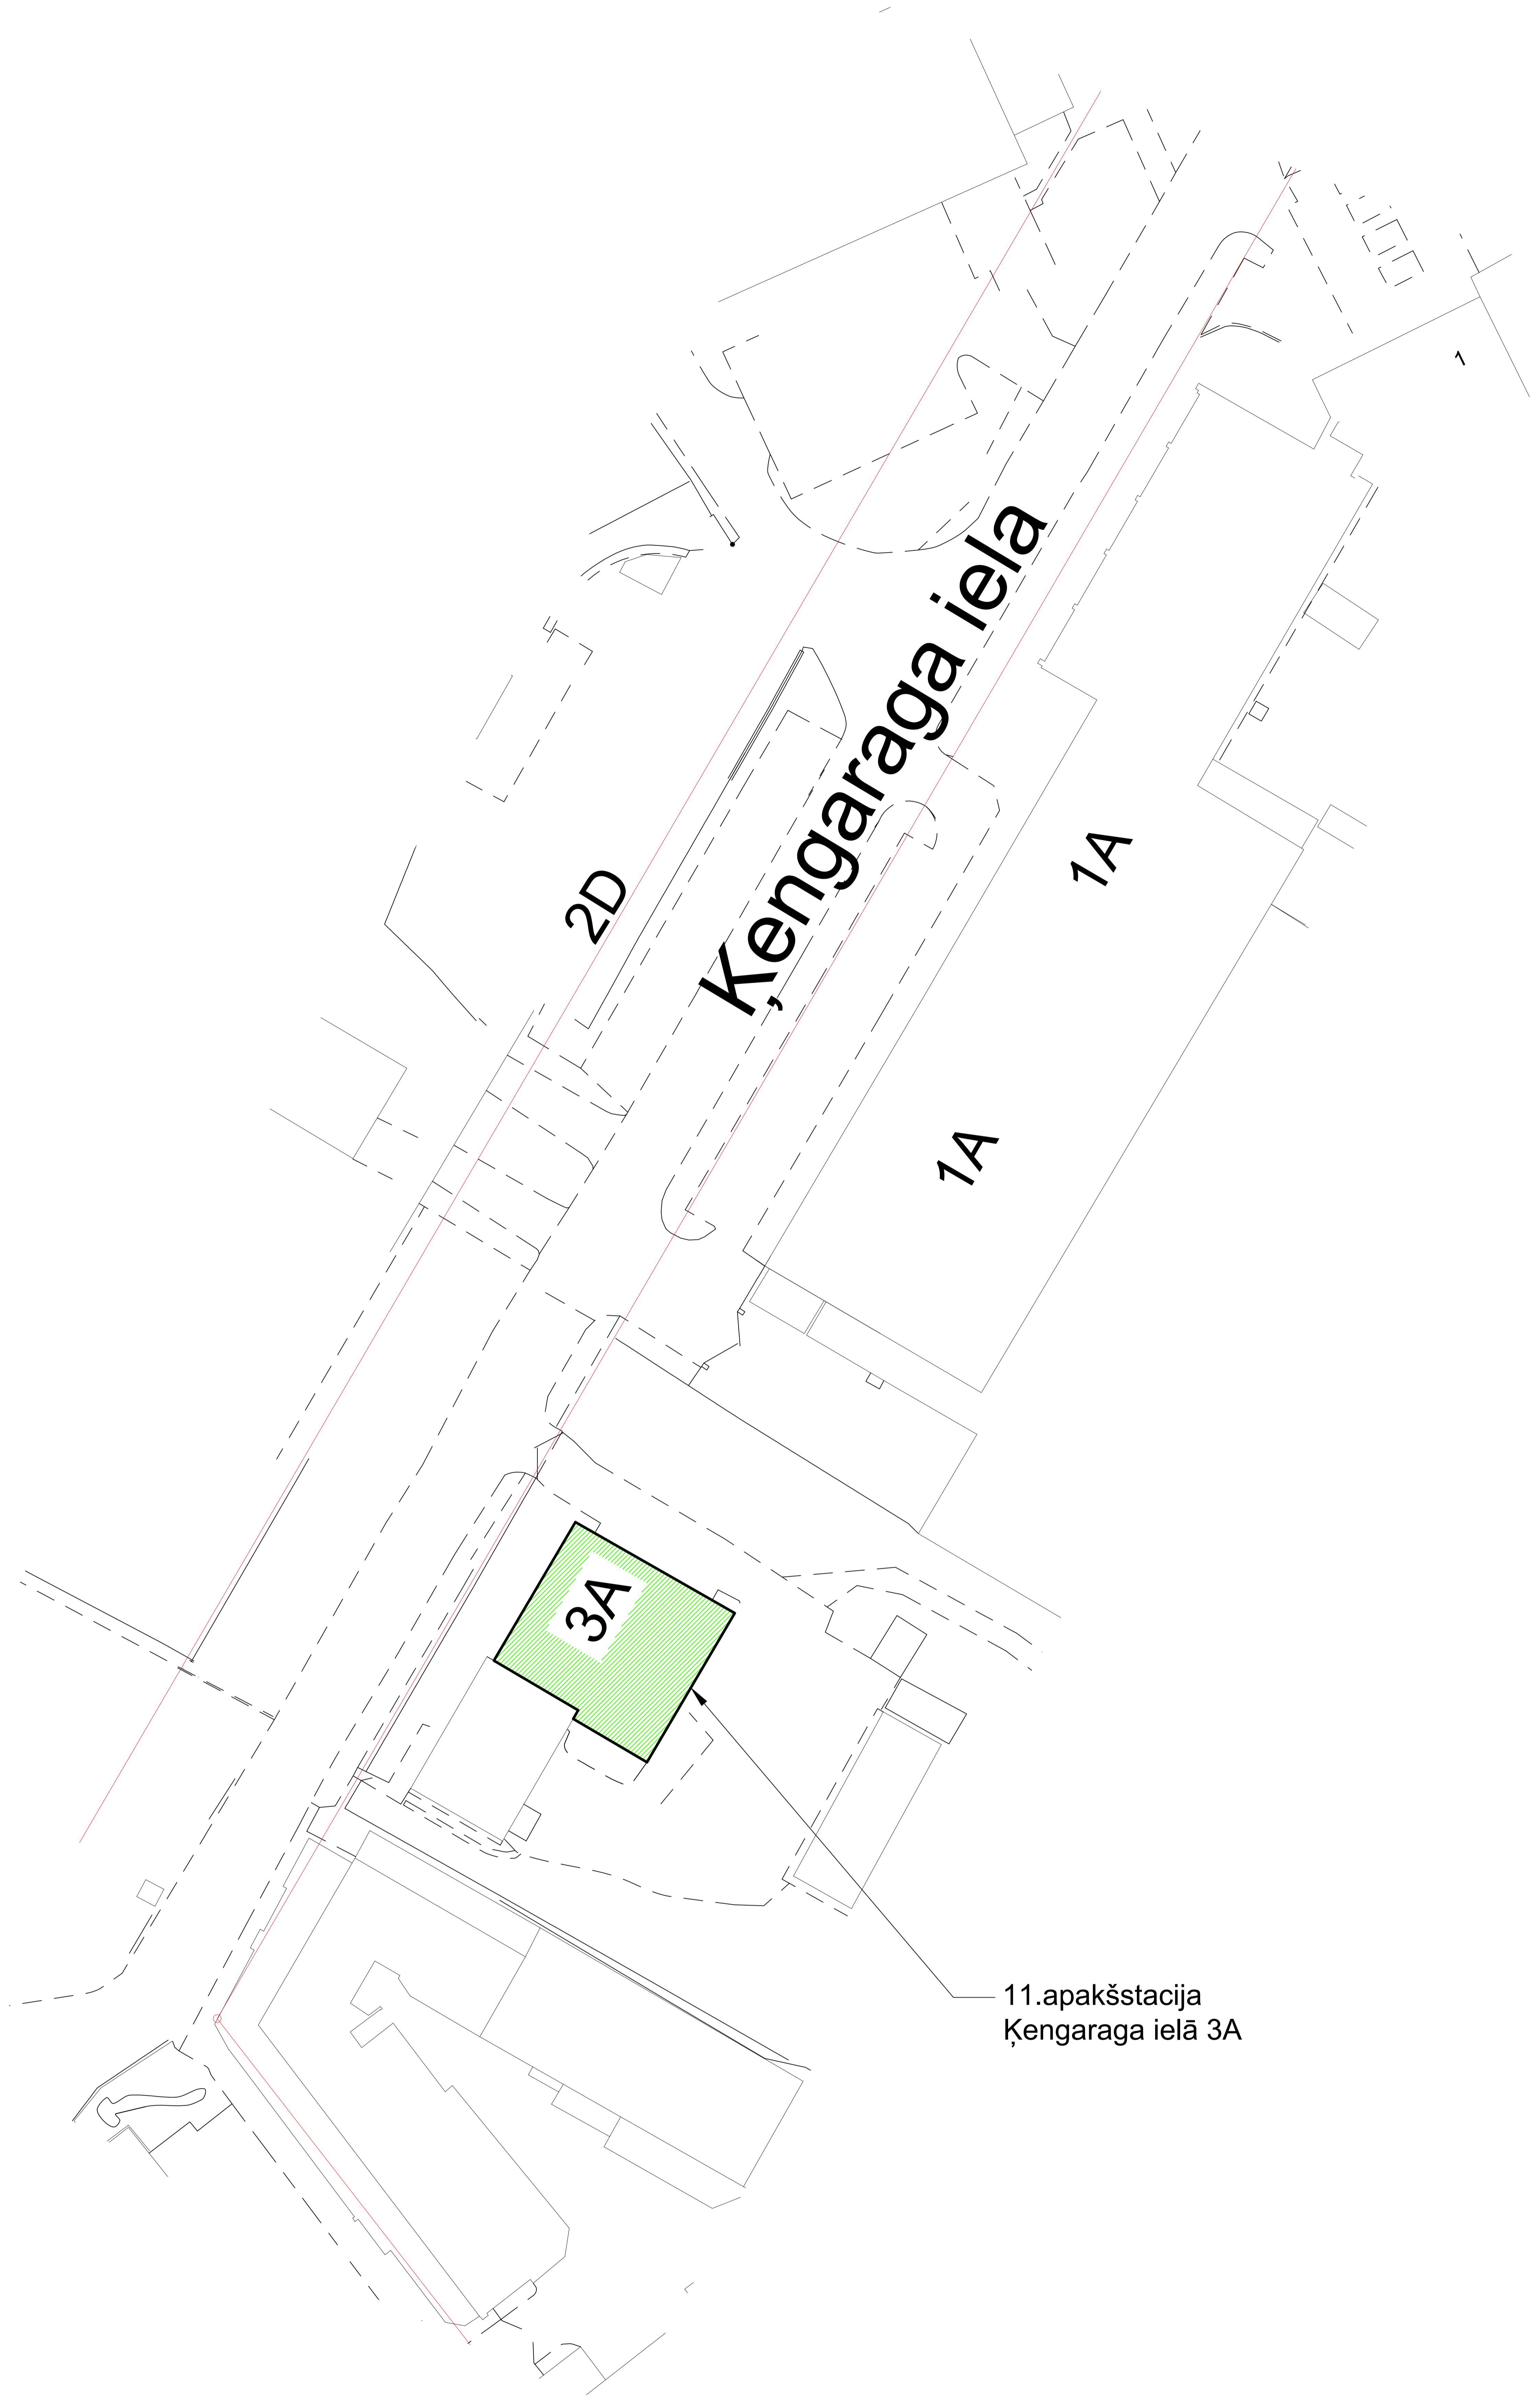 1
Ķengaraga iela
1A
2D
1A
3A
11.apakšstacija
Ķengaraga ielā 3A